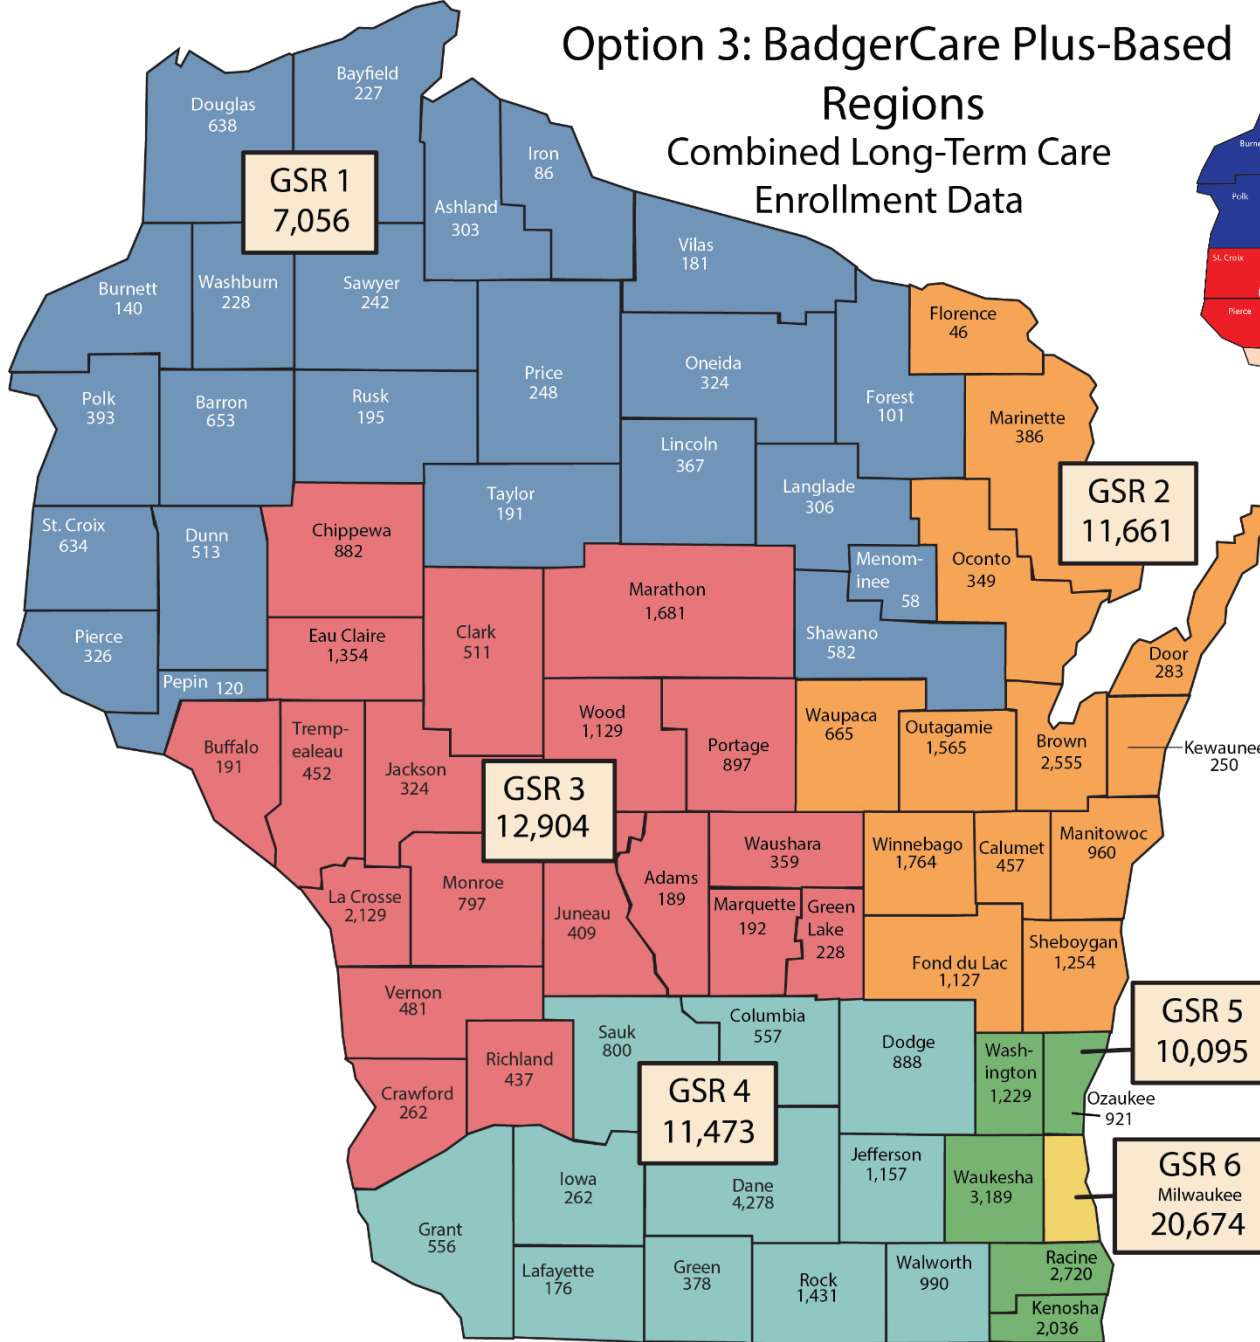 Option 3: BadgerCare Plus-Based
Regions
Combined Long-Term Care
Enrollment Data
Douglas
638
Bayfield
227
Iron
86
Ashland
303
GSR 1
7,056
Vilas
181
Burnett
140
Washburn
228
Sawyer
242
Florence
46
Price
248
Oneida
324
Polk
393
Barron
653
Rusk
195
Forest
101
Marinette
386
Lincoln
367
Langlade
306
Taylor
191
GSR 2
11,661
St. Croix
634
Dunn
513
Chippewa
882
Menom-
inee
58
Oconto
349
Marathon
1,681
Pierce
326
Eau Claire
1,354
Clark
511
Shawano
582
Door
283
Pepin 120
Buffalo
191
Tremp-
ealeau
452
Jackson
324
Wood
1,129
Portage
897
Waupaca
665
Outagamie
1,565
Brown
2,555
Kewaunee
250
GSR 3
12,904
Waushara
359
Winnebago
1,764
Calumet
457
Manitowoc
960
La Crosse
2,129
Monroe
797
Juneau
409
Adams
189
Marquette
192
Green
Lake
228
Fond du Lac
1,127
Sheboygan
1,254
Vernon
481
Richland
437
Crawford
262
Sauk
800
Columbia
557
Dodge
888
Wash-
ington
1,229
GSR 5
10,095
Ozaukee
921
GSR 4
11,473
Iowa
262
Dane
4,278
Jefferson
1,157
Waukesha
3,189
GSR 6
Milwaukee
20,674
Grant
556
Lafayette
176
Green
378
Rock
1,431
Walworth
990
Racine
2,720
Kenosha
2,036
Polk
St. Croix
Pierce